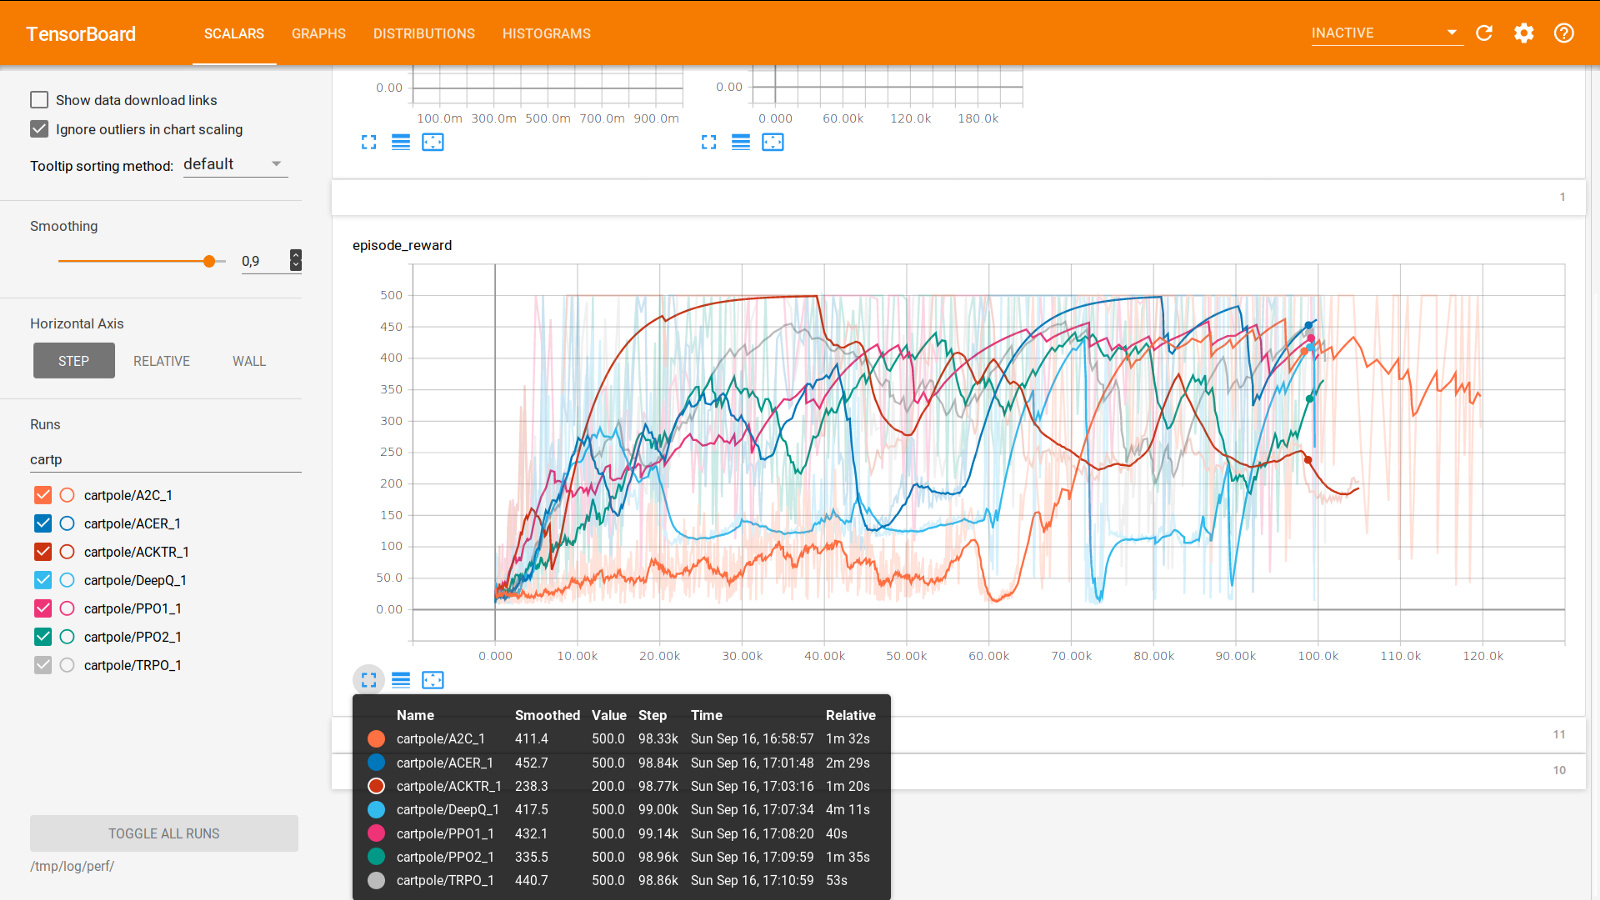 TensorBoard SCALARS GRAPHS DISTRIBUTIONS HISTOGRAMS INACTIVE
Show data download links
Ignore outliers in chart scaling
Tooltip sorting method: default
Smoothing
0,9
Horizontal Axis
STEP RELATIVE WALL
Runs
cartp
cartpole/A2C_1
cartpole/ACER_1
cartpole/ACKTR_1
cartpole/DeepQ_1
cartpole/PPO1_1
cartpole/PPO2_1
cartpole/TRPO_1
TOGGLE ALL RUNS
/tmp/log/perf/
0.00
100.0m 300.0m 500.0m 700.0m 900.0m
0.00
0.000 60.00k 120.0k 180.0k
1
episode_reward
500
450
400
350
300
250
200
150
100
50.0
0.00
0.000 10.00k 20.00k 30.00k 40.00k 50.00k 60.00k 70.00k 80.00k 90.00k 100.0k 110.0k 120.0k
11
10
Name Smoothed Value Step Time Relative
cartpole/A2C_1 411.4 500.0 98.33k Sun Sep 16, 16:58:57 1m 32s
cartpole/ACER_1 452.7 500.0 98.84k Sun Sep 16, 17:01:48 2m 29s
cartpole/ACKTR_1 238.3 200.0 98.77k Sun Sep 16, 17:03:16 1m 20s
cartpole/DeepQ_1 417.5 500.0 99.00k Sun Sep 16, 17:07:34 4m 11s
cartpole/PPO1_1 432.1 500.0 99.14k Sun Sep 16, 17:08:20 40s
cartpole/PPO2_1 335.5 500.0 98.96k Sun Sep 16, 17:09:59 1m 35s
cartpole/TRPO_1 440.7 500.0 98.86k Sun Sep 16, 17:10:59 53s